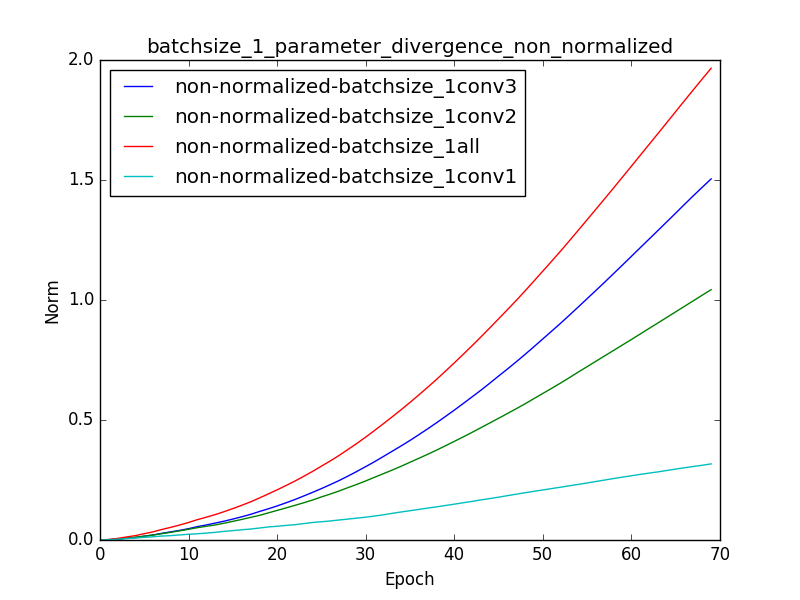 batchsize_1_parameter_divergence_non_normalized
2.0
non-normalized-batchsize_1conv3
non-normalized-batchsize_1conv2
non-normalized-batchsize_1all
non-normalized-batchsize_1conv1
1.5
1.0
0.5
0.0
Norm
0 10 20 30 40 50 60 70
Epoch